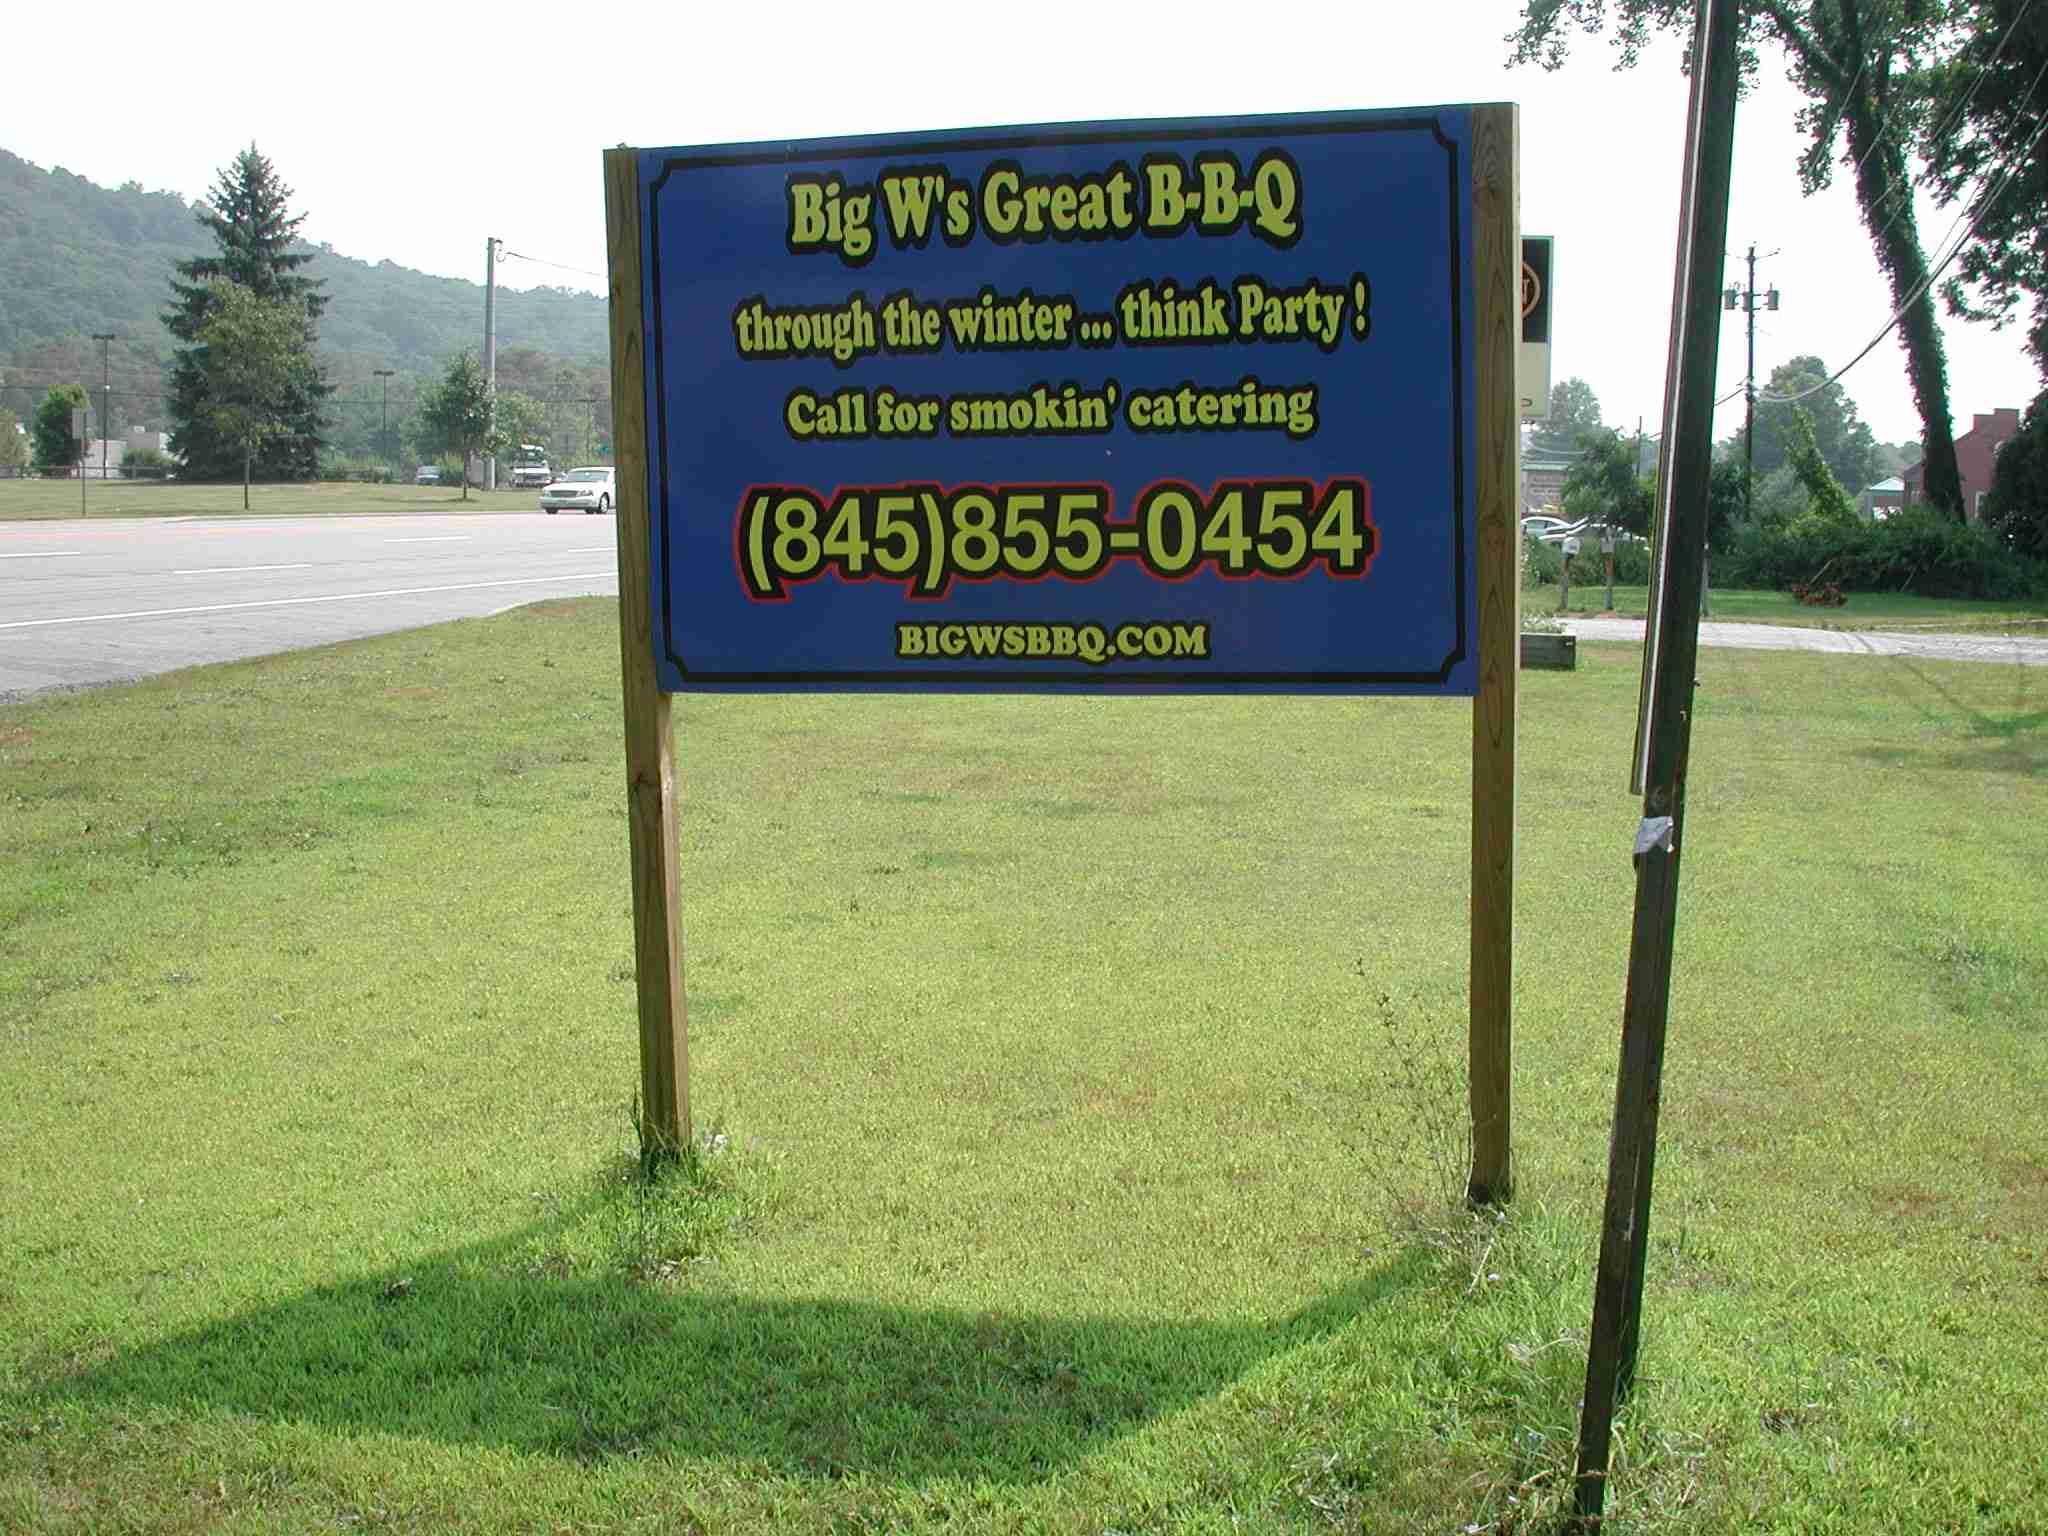 Big W's Great B-B-Q
through the winter ... think Party !
Call for smokin' catering
(845)855-0454
BIGWSBBQ.COM